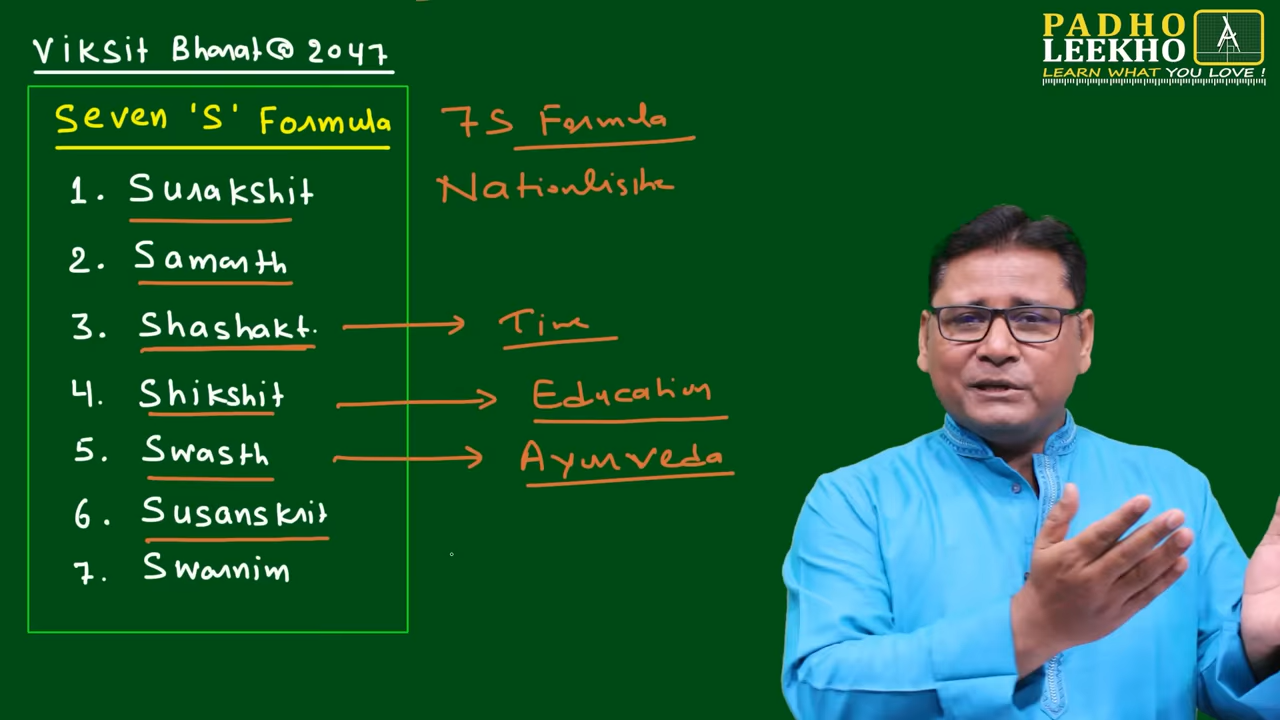 Viksit Bharat@ 2047
Seven 'S' Formula
7S Formula
1. Surakshit
2. Samarth
3. Shashakt. → Time
4. Shikshit → Education
5. Swasth → Ayurveda
6. Susanskrit
7. Swarnim
PADHO
LEEKHO
LEARN WHAT YOU LOVE !